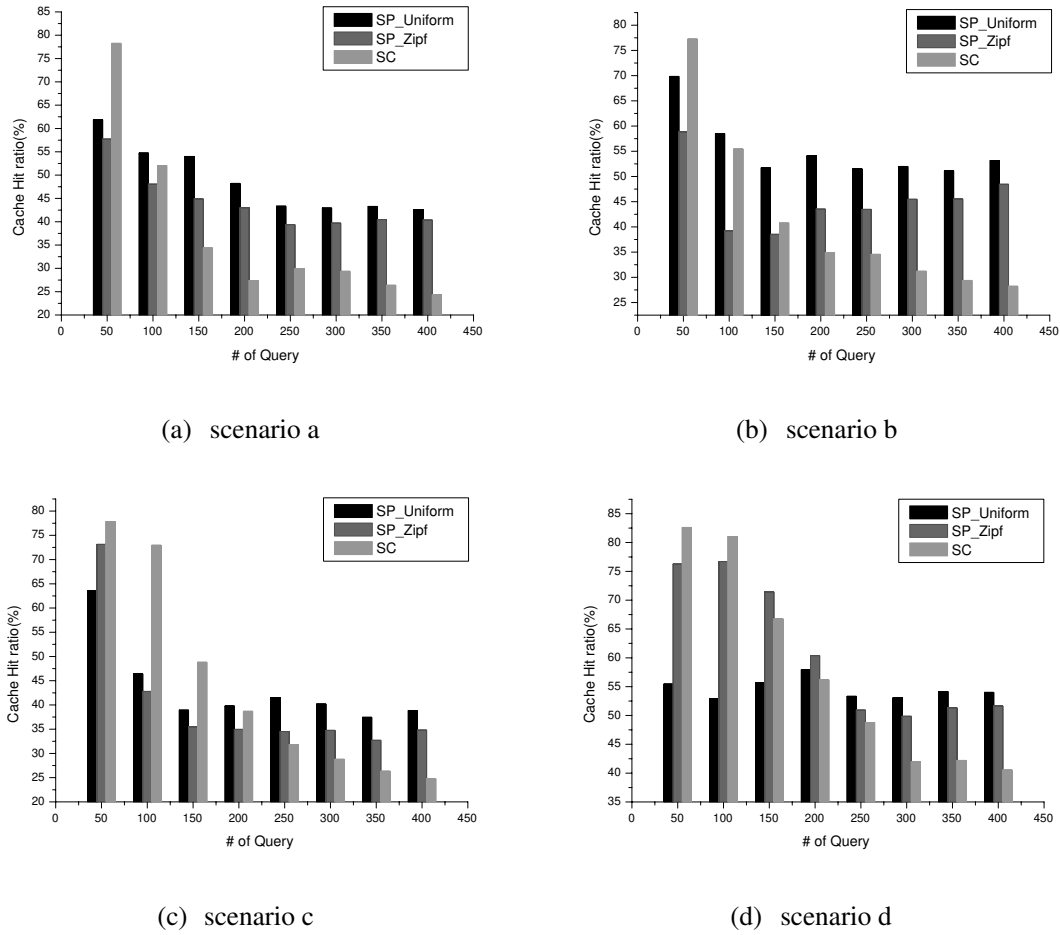 85
80
75
70
65
60
55
50
45
40
35
30
25
20
Cache Hit ratio(%)
SP_Uniform
SP_Zipf
SC
0 50 100 150 200 250 300 350 400 450
# of Query
(a) scenario a
80
75
70
65
60
55
50
45
40
35
30
25
Cache Hit ratio(%)
SP_Uniform
SP_Zipf
SC
0 50 100 150 200 250 300 350 400 450
# of Query
(b) scenario b
80
75
70
65
60
55
50
45
40
35
30
25
20
Cache Hit ratio(%)
SP_Uniform
SP_Zipf
SC
0 50 100 150 200 250 300 350 400 450
# of Query
(c) scenario c
85
80
75
70
65
60
55
50
45
40
35
Cache Hit ratio(%)
SP_Uniform
SP_Zipf
SC
0 50 100 150 200 250 300 350 400 450
# of Query
(d) scenario d